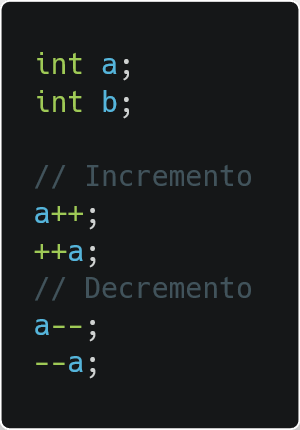 int a;
int b;
// Incremento
a++;
++a;
// Decremento
a--;
--a;